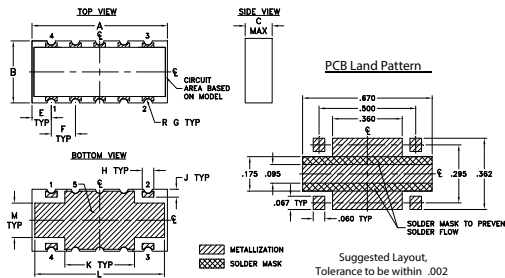 TOP VIEW
A
℄
4
3
B
℄
CIRCUIT
AREA BASED
ON MODEL
E
TYP
1
2
F
TYP
R G TYP
SIDE VIEW
C
MAX
BOTTOM VIEW
H TYP
J TYP
1
5
2
M
TYP
℄
4
3
K TYP
L
PCB Land Pattern
.670
.500
.360
℄
.175
.095
℄
.295
.362
.067 TYP
.060 TYP
SOLDER MASK TO PREVEN
SOLDER FLOW
METALLIZATION
SOLDER MASK
Suggested Layout,
Tolerance to be within .002